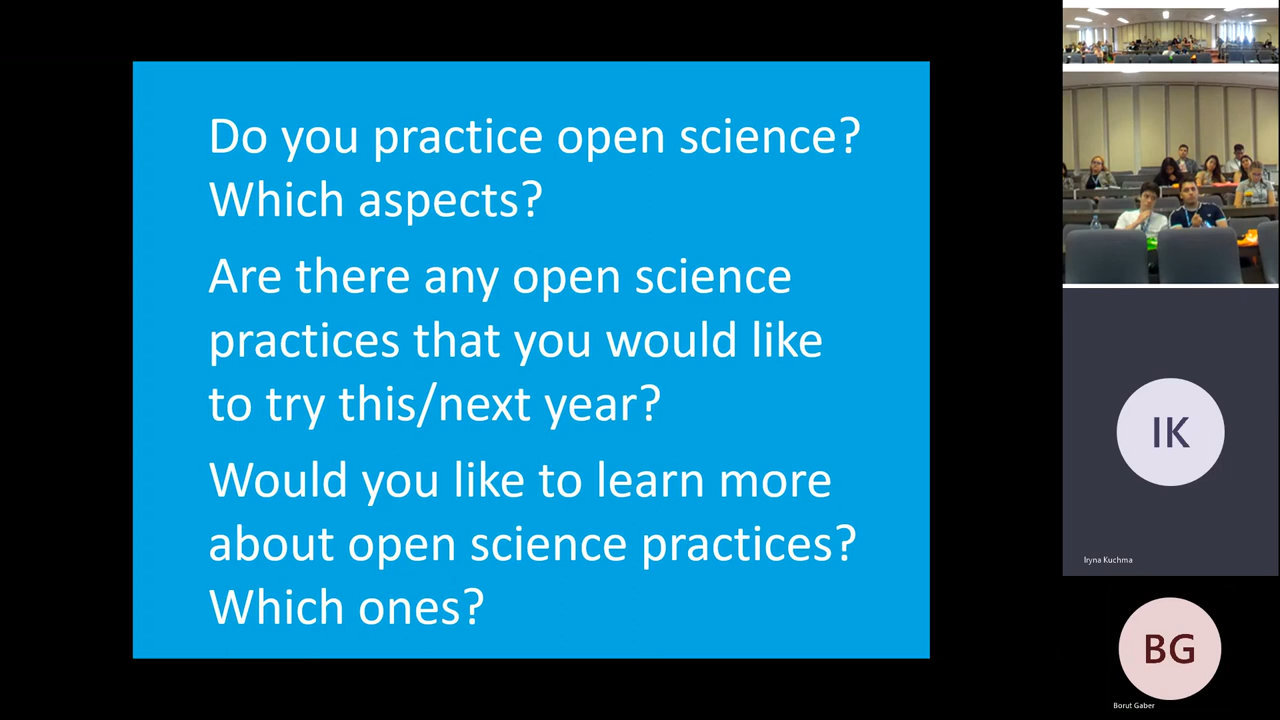 Do you practice open science?
Which aspects?
Are there any open science
practices that you would like
to try this/next year?
Would you like to learn more
about open science practices?
Which ones?
IK
Iryna Kuchma
BG
Borut Gaber